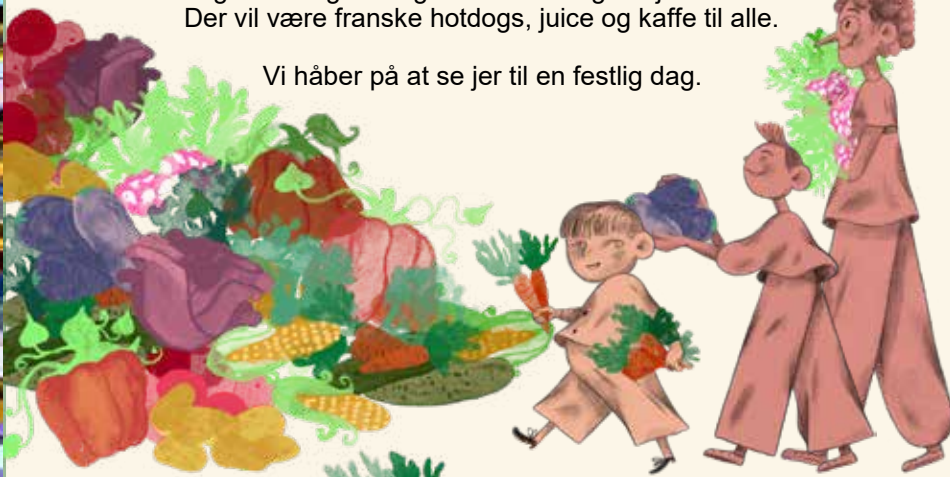 Der vil være franske hotdogs, juice og kaffe til alle.
Vi håber på at se jer til en festlig dag.